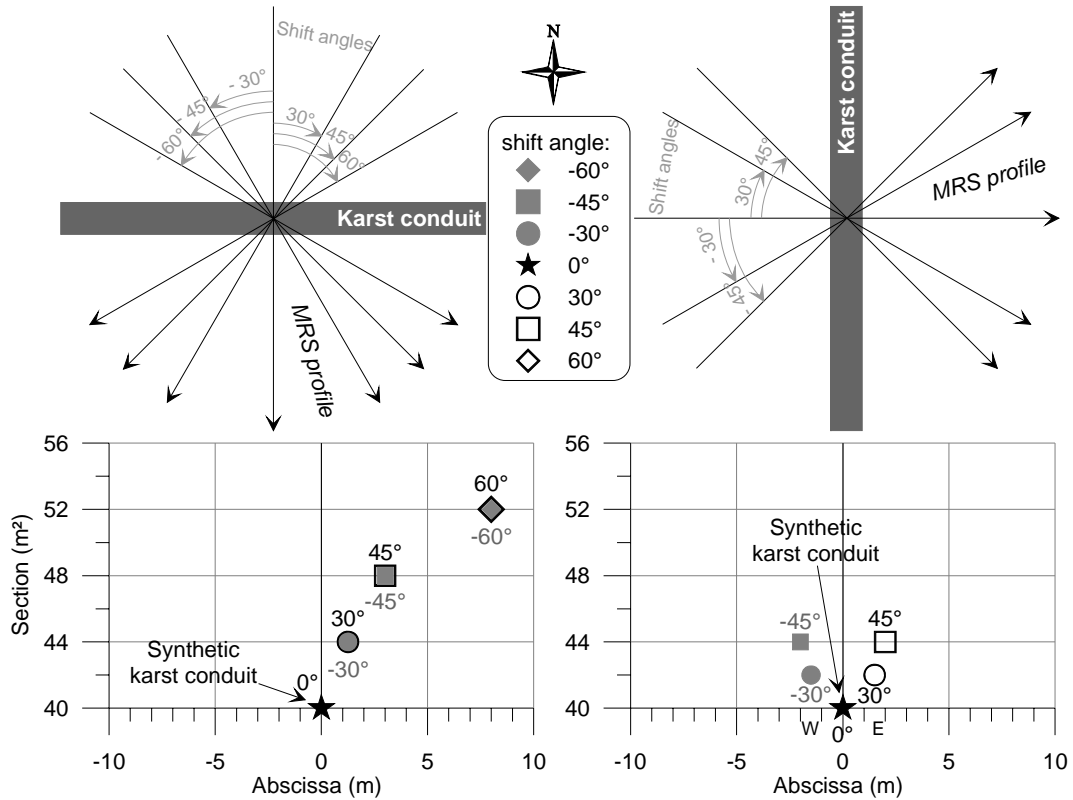 Shift angles
- 30°
- 45°
- 60°
30°
45°
60°
Karst conduit
MRS profile
N
shift angle:
-60°
-45°
-30°
0°
30°
45°
60°
Karst conduit
Shift angles
45°
30°
- 30°
- 45°
MRS profile
56
52
48
44
40
Section (m²)
60°
-60°
45°
-45°
30°
-30°
Synthetic
karst conduit
0°
-10
-5
0
5
10
Abscissa (m)
56
52
48
44
40
Synthetic
karst conduit
-45°
45°
-30°
30°
W
0°
E
-10
-5
0
5
10
Abscissa (m)